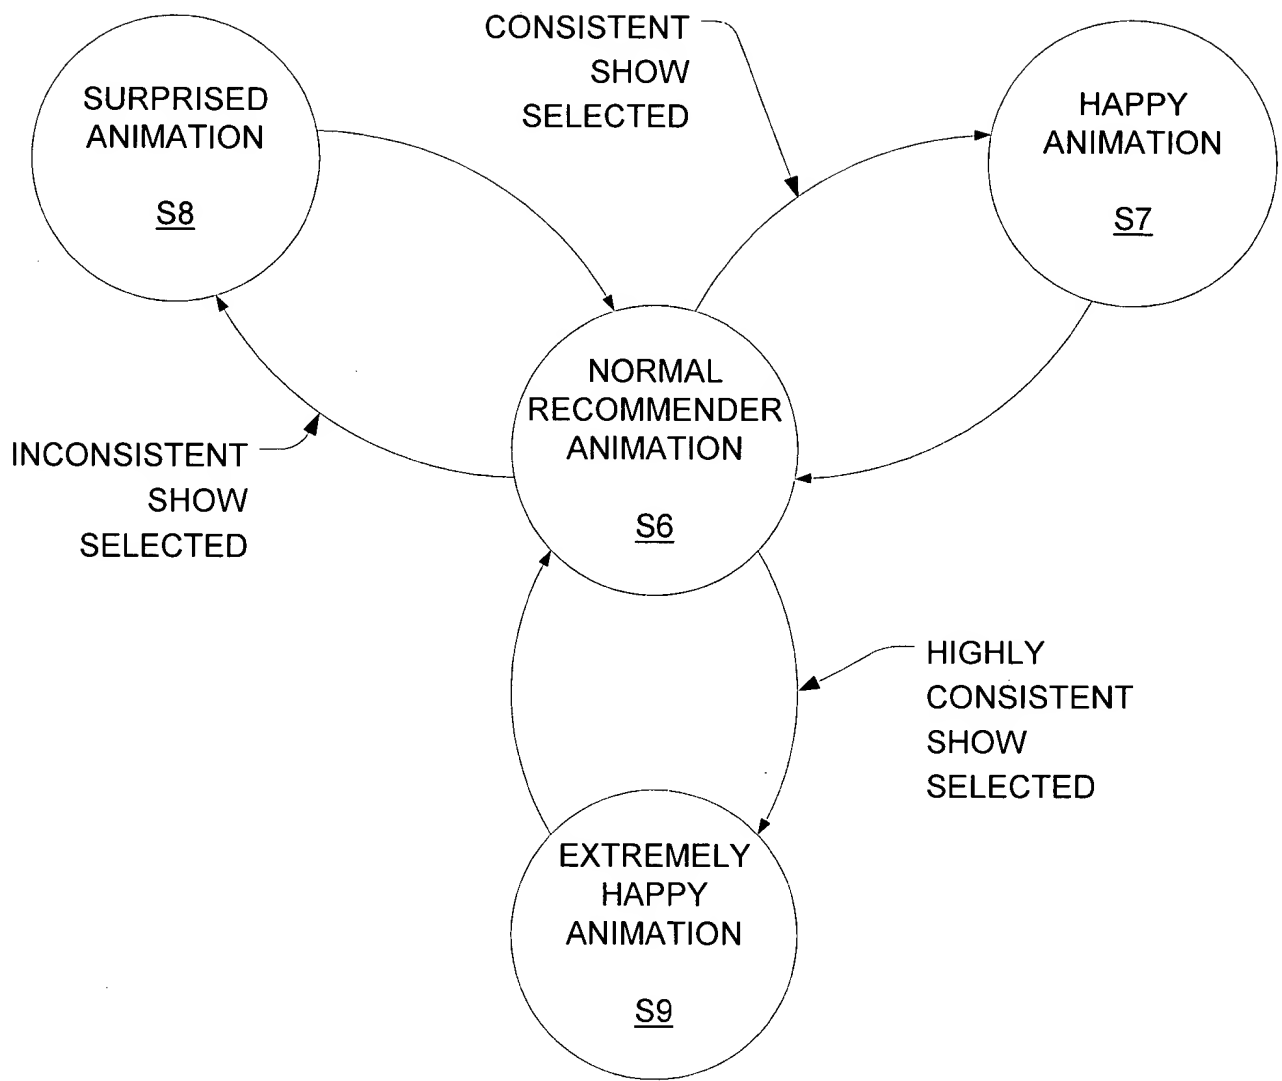 CONSISTENT
SHOW
SELECTED
SURPRISED
ANIMATION
S8
HAPPY
ANIMATION
S7
NORMAL
RECOMMENDER
ANIMATION
S6
INCONSISTENT
SHOW
SELECTED
HIGHLY
CONSISTENT
SHOW
SELECTED
EXTREMELY
HAPPY
ANIMATION
S9